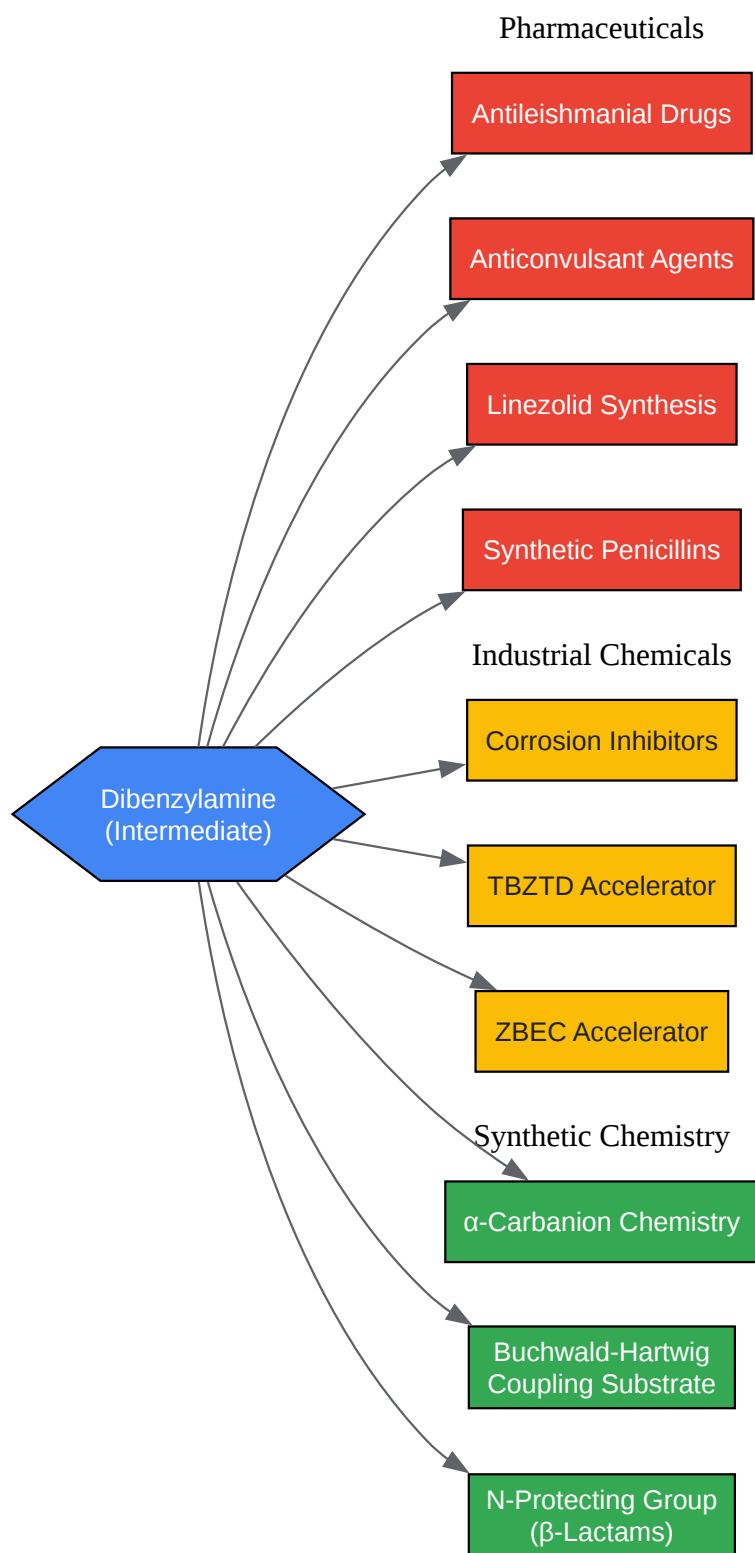 Pharmaceuticals
Antileishmanial Drugs
Anticonvulsant Agents
Linezolid Synthesis
Synthetic Penicillins
Industrial Chemicals
Corrosion Inhibitors
Dibenzylamine
(Intermediate)
TBZTD Accelerator
ZBEC Accelerator
Synthetic Chemistry
α-Carbanion Chemistry
Buchwald-Hartwig
Coupling Substrate
N-Protecting Group
(β-Lactams)